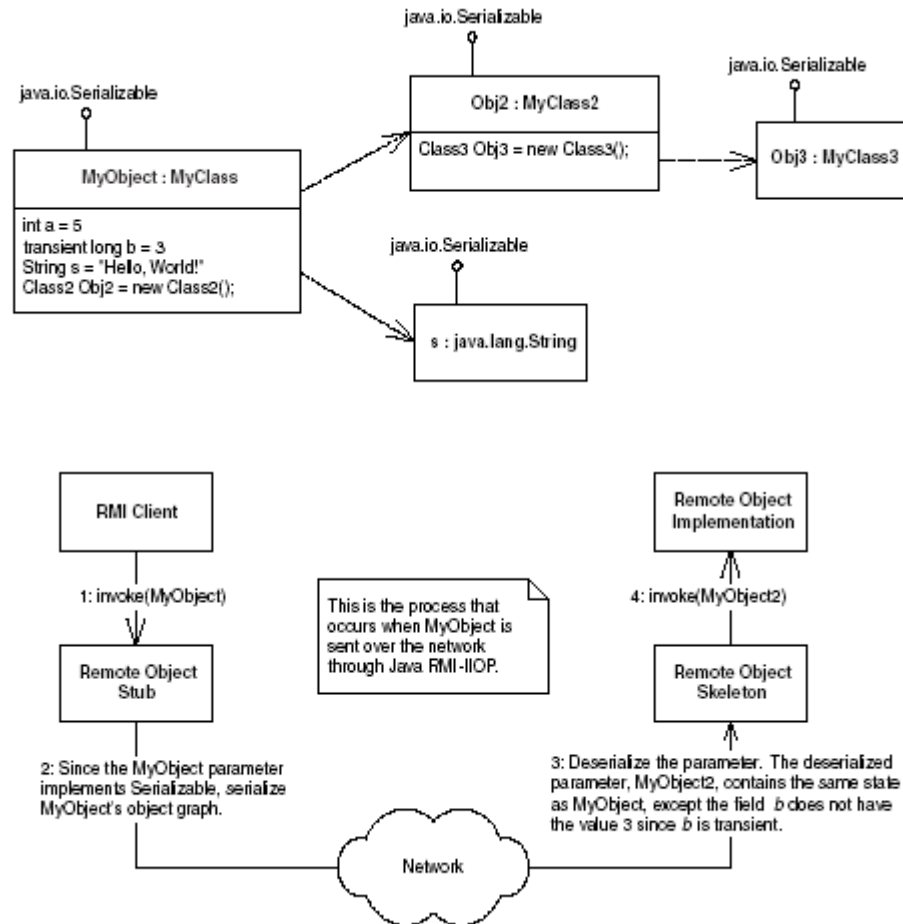 java.io.Serializable
java.io.Serializable
java.io.Serializable
Obj2 : MyClass2
Class3 Obj3 = new Class3();
Obj3 : MyClass3
MyObject : MyClass
int a = 5
transient long b = 3
String s = "Hello, World!"
Class2 Obj2 = new Class2();
java.io.Serializable
s : java.lang.String
RMI Client
Remote Object
Implementation
1: invoke(MyObject)
This is the process that
occurs when MyObject is
sent over the network
through Java RMI-IIOP.
4: invoke(MyObject2)
Remote Object
Stub
Remote Object
Skeleton
2: Since the MyObject parameter
implements Serializable, serialize
MyObject's object graph.
3: Deserialize the parameter. The deserialized
parameter, MyObject2, contains the same state
as MyObject, except the field b does not have
the value 3 since b is transient.
Network